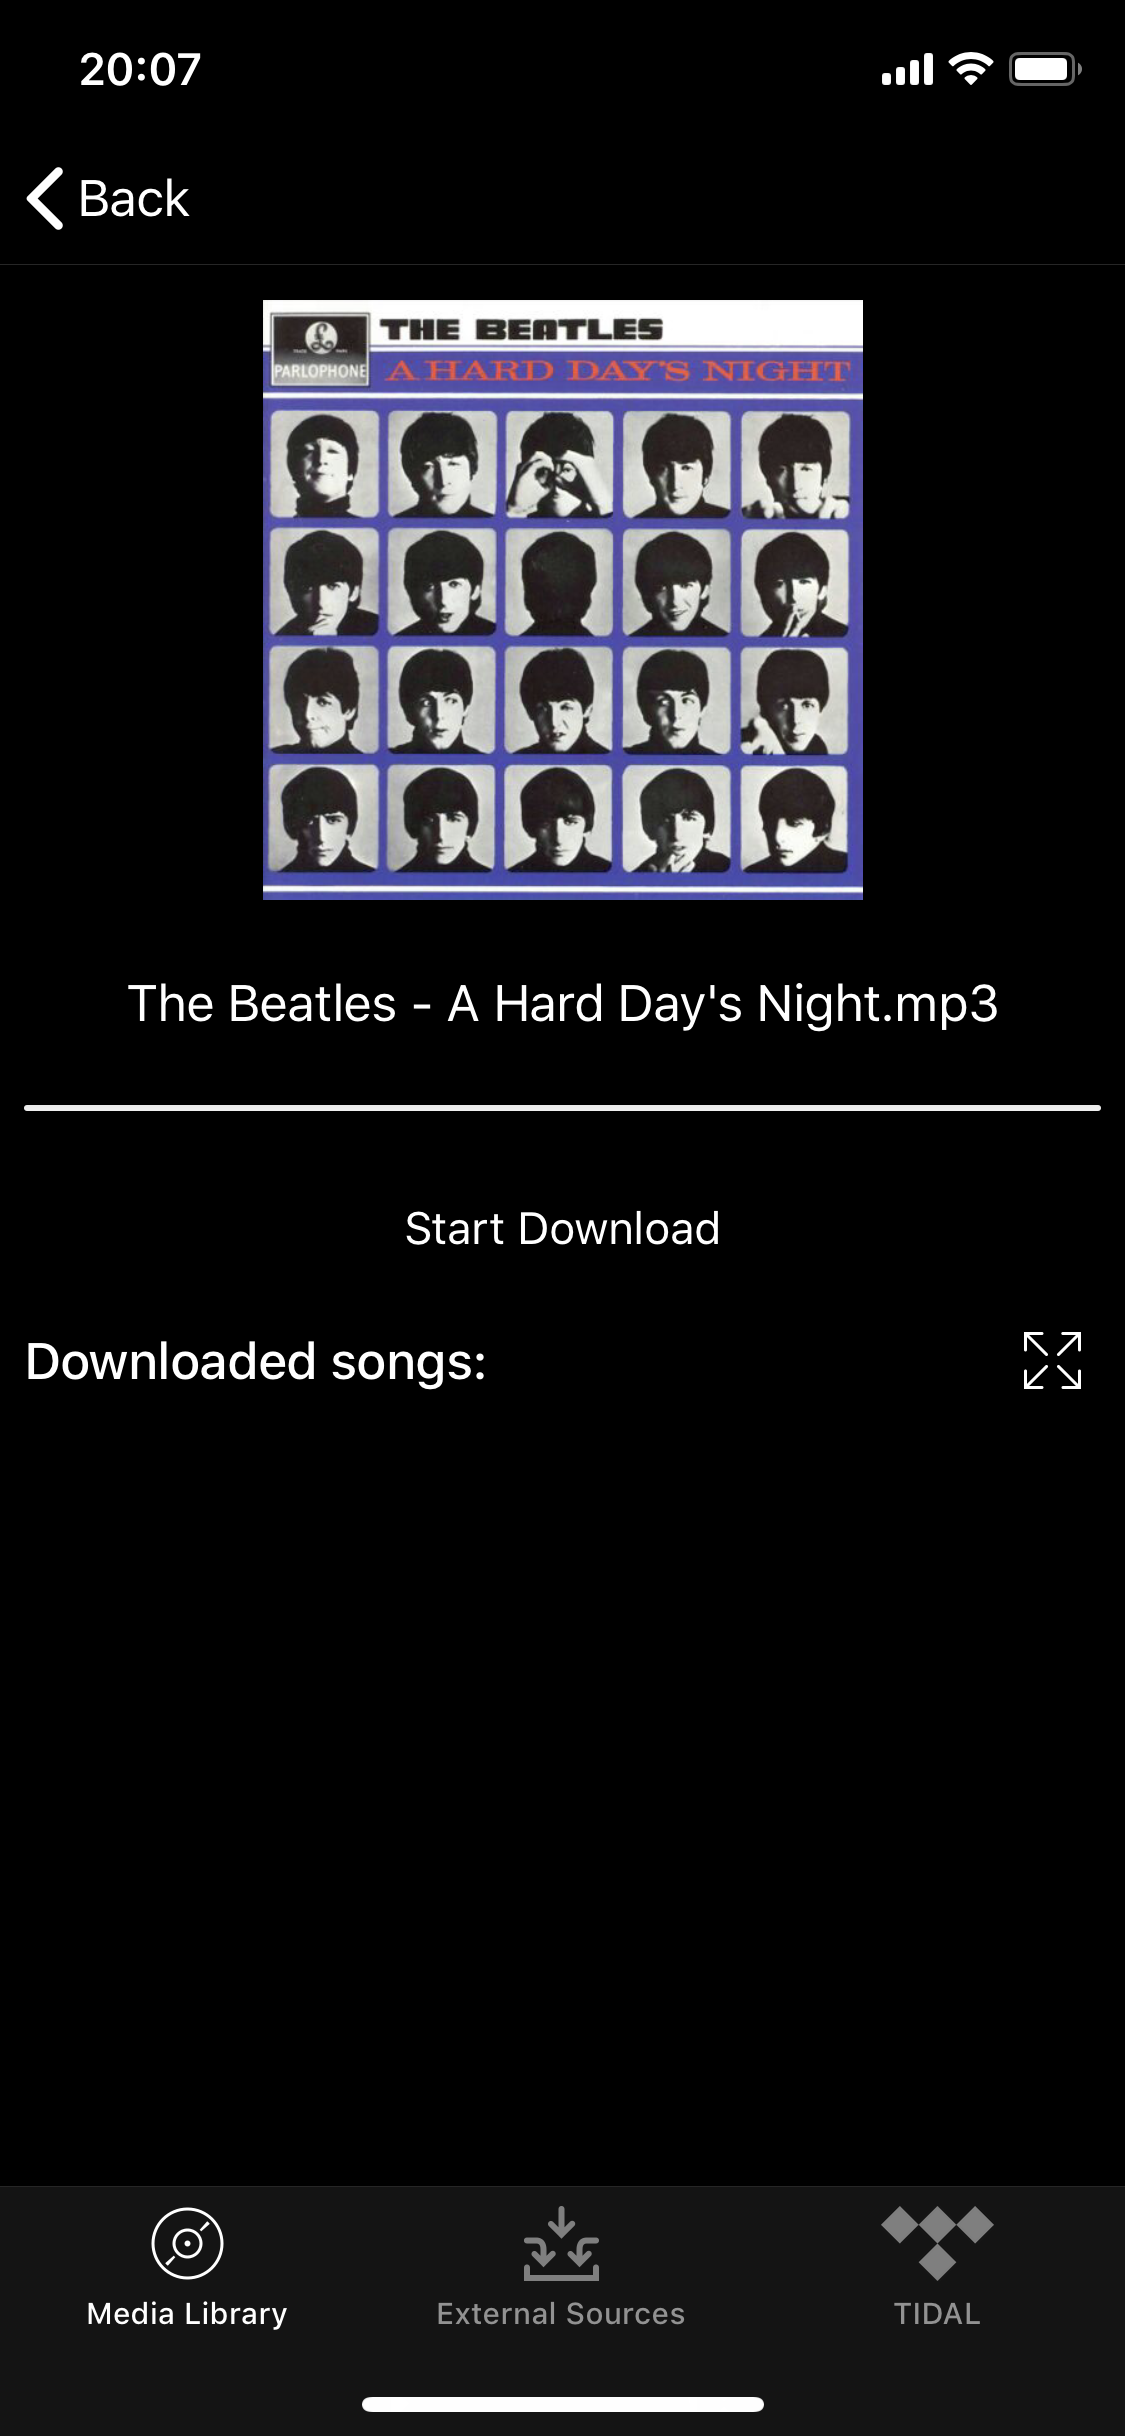 20:07
Back
THE BEATLES
PARLOPHONE
A HARD DAY'S NIGHT
The Beatles - A Hard Day's Night.mp3
Start Download
Downloaded songs:
Media Library
External Sources
TIDAL